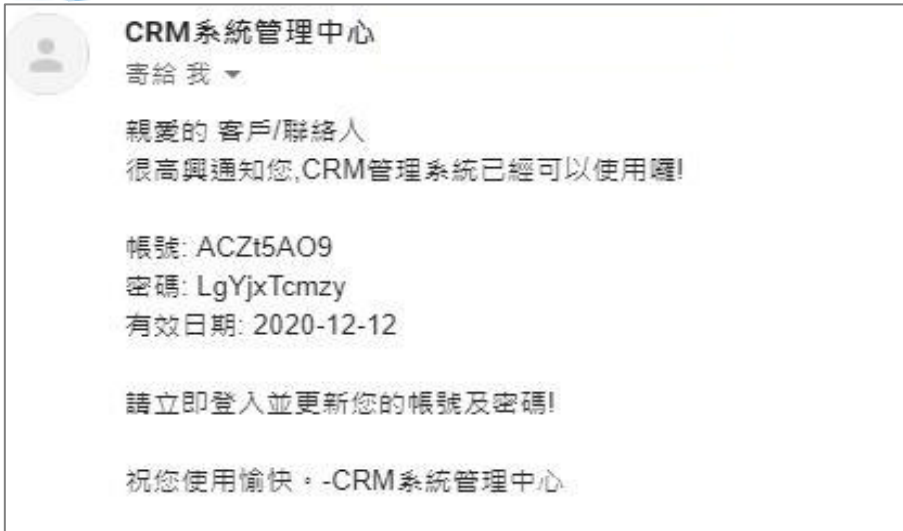 CRM系統管理中心
寄給 我
親愛的 客戶/聯絡人
很高興通知您,CRM管理系統已經可以使用囉!
帳號: ACZt5AO9
密碼: LgYjxTcmzy
有效日期: 2020-12-12
請立即登入並更新您的帳號及密碼!
祝您使用愉快。-CRM系統管理中心